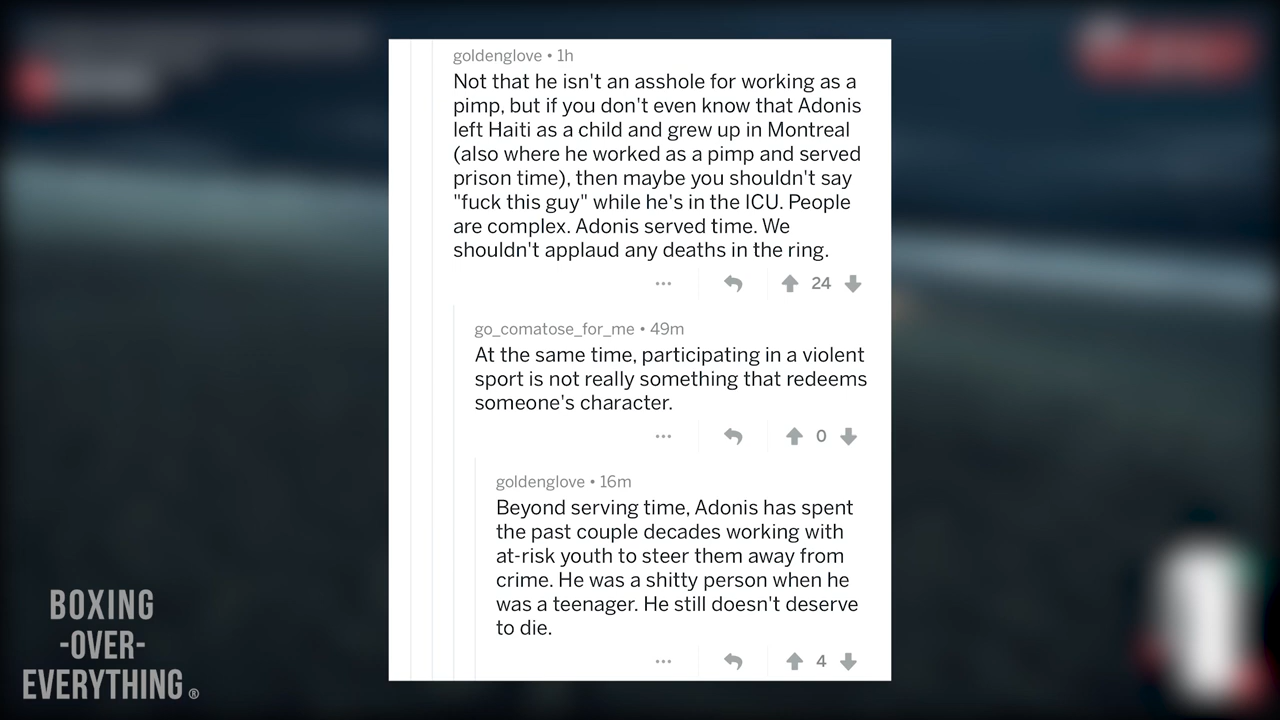 goldenglove • 1h
Not that he isn't an asshole for working as a
pimp, but if you don't even know that Adonis
left Haiti as a child and grew up in Montreal
(also where he worked as a pimp and served
prison time), then maybe you shouldn't say
"fuck this guy" while he's in the ICU. People
are complex. Adonis served time. We
shouldn't applaud any deaths in the ring.
... 24
go_comatose_for_me • 49m
At the same time, participating in a violent
sport is not really something that redeems
someone's character.
... 0
goldenglove • 16m
Beyond serving time, Adonis has spent
the past couple decades working with
at-risk youth to steer them away from
crime. He was a shitty person when he
was a teenager. He still doesn't deserve
to die.
... 4
BOXING
-OVER-
EVERYTHING ®